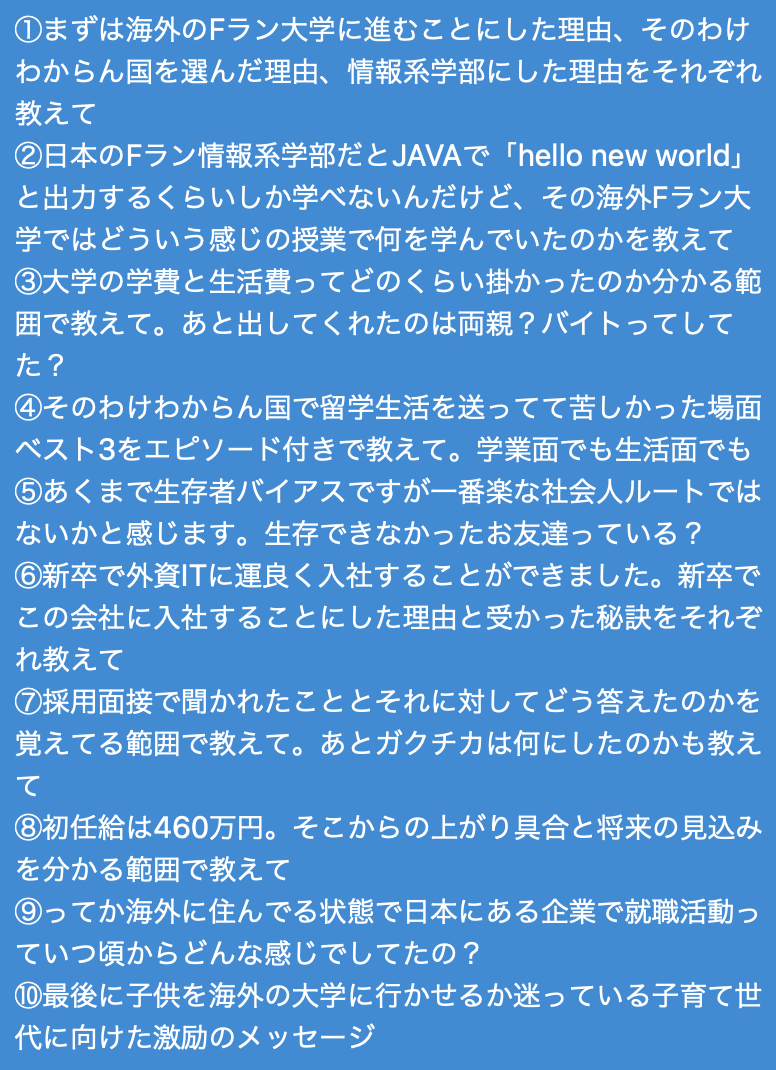 ①まずは海外のFラン大学に進むことにした理由、そのわけ
わからん国を選んだ理由、情報系学部にした理由をそれぞれ
教えて
②日本のFラン情報系学部だとJAVAで「hello new world」
と出力するくらいしか学べないんだけど、その海外Fラン大
学ではどういう感じの授業で何を学んでいたのかを教えて
③大学の学費と生活費ってどのくらい掛かったのか分かる範
囲で教えて。あと出してくれたのは両親？バイトってして
た？
④そのわけわからん国で留学生活を送ってて苦しかった場面
ベスト3をエピソード付きで教えて。学業面でも生活面でも
⑤あくまで生存者バイアスですが一番楽な社会人ルートでは
ないかと感じます。生存できなかったお友達っている？
⑥新卒で外資ITに運良く入社することができました。新卒で
この会社に入社することにした理由と受かった秘訣をそれぞ
れ教えて
⑦採用面接で聞かれたこととそれに対してどう答えたのかを
覚えてる範囲で教えて。あとガクチカは何にしたのかも教え
て
⑧初任給は460万円。そこからの上がり具合と将来の見込み
を分かる範囲で教えて
⑨ってか海外に住んでる状態で日本にある企業で就職活動っ
ていつ頃からどんな感じでしてたの？
⑩最後に子供を海外の大学に行かせるか迷っている子育て世
代に向けた激励のメッセージ